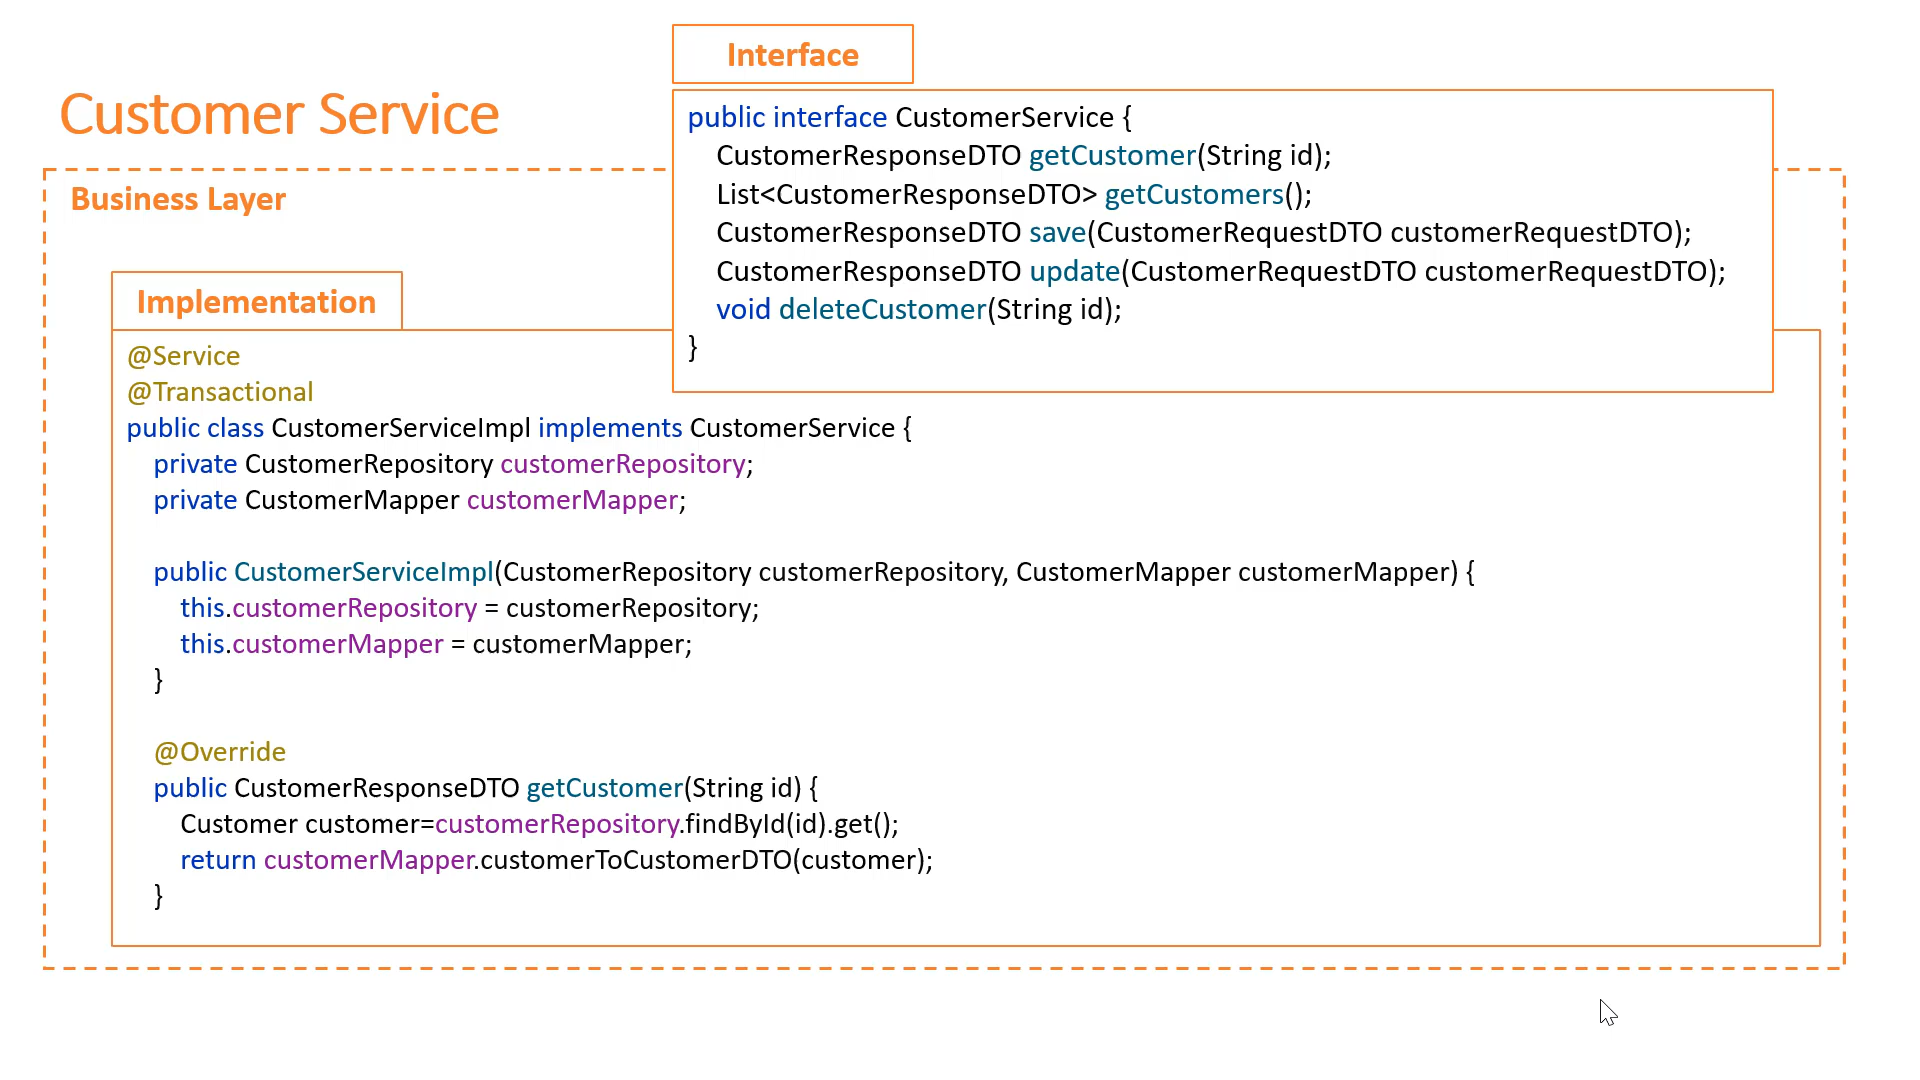 Customer Service
Interface
public interface CustomerService {
CustomerResponseDTO getCustomer(String id);
List<CustomerResponseDTO> getCustomers();
CustomerResponseDTO save(CustomerRequestDTO customerRequestDTO);
CustomerResponseDTO update(CustomerRequestDTO customerRequestDTO);
void deleteCustomer(String id);
}
Business Layer
Implementation
@Service
@Transactional
public class CustomerServiceImpl implements CustomerService {
private CustomerRepository customerRepository;
private CustomerMapper customerMapper;
public CustomerServiceImpl(CustomerRepository customerRepository, CustomerMapper customerMapper) {
this.customerRepository = customerRepository;
this.customerMapper = customerMapper;
}
@Override
public CustomerResponseDTO getCustomer(String id) {
Customer customer=customerRepository.findById(id).get();
return customerMapper.customerToCustomerDTO(customer);
}